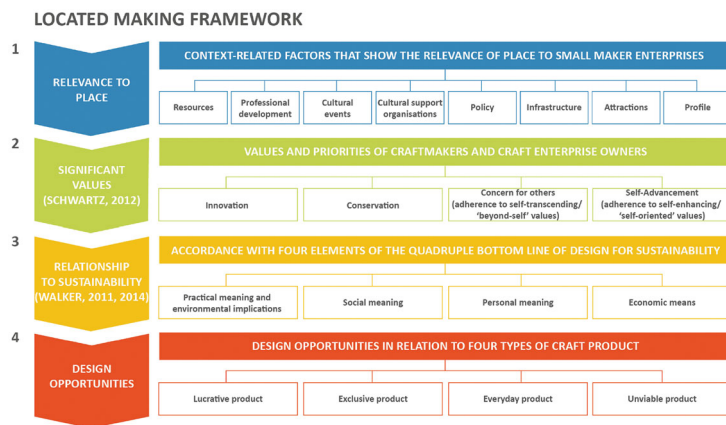 LOCATED MAKING FRAMEWORK
1
RELEVANCE TO
PLACE
CONTEXT-RELATED FACTORS THAT SHOW THE RELEVANCE OF PLACE TO SMALL MAKER ENTERPRISES
Resources
Professional
development
Cultural
events
Cultural support
organisations
Policy
Infrastructure
Attractions
Profile
2
SIGNIFICANT
VALUES
(SCHWARTZ, 2012)
VALUES AND PRIORITIES OF CRAFTMAKERS AND CRAFT ENTERPRISE OWNERS
Innovation
Conservation
Concern for others
(adherence to self-transcending/
‘beyond-self’ values)
Self-Advancement
(adherence to self-enhancing/
‘self-oriented’ values)
3
RELATIONSHIP
TO SUSTAINABILITY
(WALKER, 2011, 2014)
ACCORDANCE WITH FOUR ELEMENTS OF THE QUADRUPLE BOTTOM LINE OF DESIGN FOR SUSTAINABILITY
Practical meaning and
environmental implications
Social meaning
Personal meaning
Economic means
4
DESIGN
OPPORTUNITIES
DESIGN OPPORTUNITIES IN RELATION TO FOUR TYPES OF CRAFT PRODUCT
Lucrative product
Exclusive product
Everyday product
Unviable product